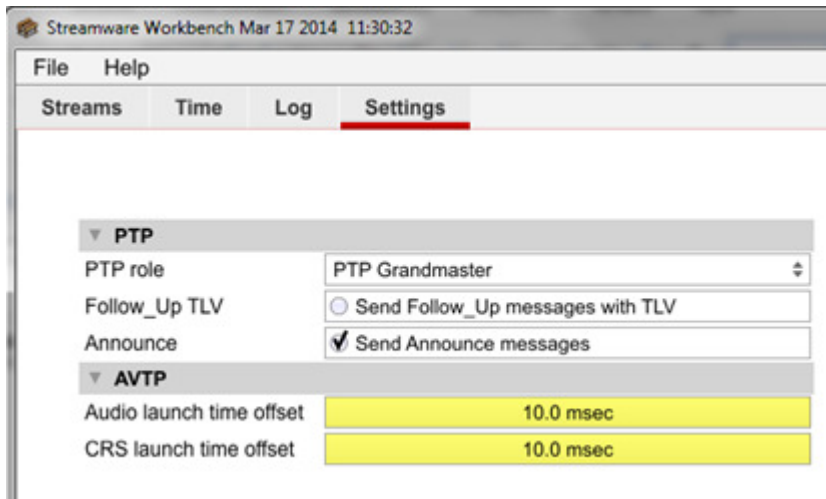 Streamware Workbench Mar 17 2014 11:30:32
File Help
Streams Time Log Settings
PTP
PTP role PTP Grandmaster
Follow_Up TLV Send Follow_Up messages with TLV
Announce Send Announce messages
AVTP
Audio launch time offset 10.0 msec
CRS launch time offset 10.0 msec